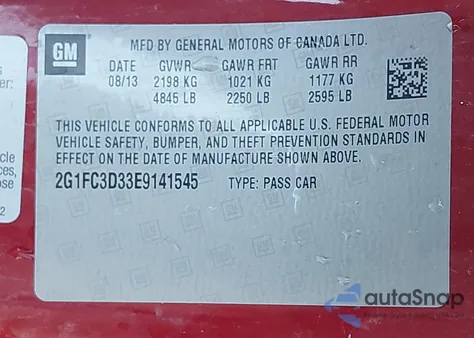 GM
MFD BY GENERAL MOTORS OF CANADA LTD.
DATE GVWR GAWR FRT GAWR RR
08/13 2198 KG 1021 KG 1177 KG
4845 LB 2250 LB 2595 LB
THIS VEHICLE CONFORMS TO ALL APPLICABLE U.S. FEDERAL MOTOR
VEHICLE SAFETY, BUMPER, AND THEFT PREVENTION STANDARDS IN
EFFECT ON THE DATE OF MANUFACTURE SHOWN ABOVE.
2G1FC3D33E9141545 TYPE: PASS CAR
autoSnap